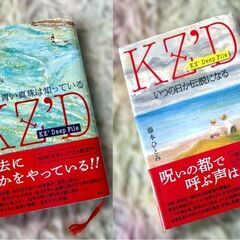 青い真珠は知っている
KZ'D
KZ' Deep File
去に
かをやっている!!
KZ'D
KZ' Deep File
いつの日か伝説になる
藤本ひとみ
呪いの都で
呼ぶ声は